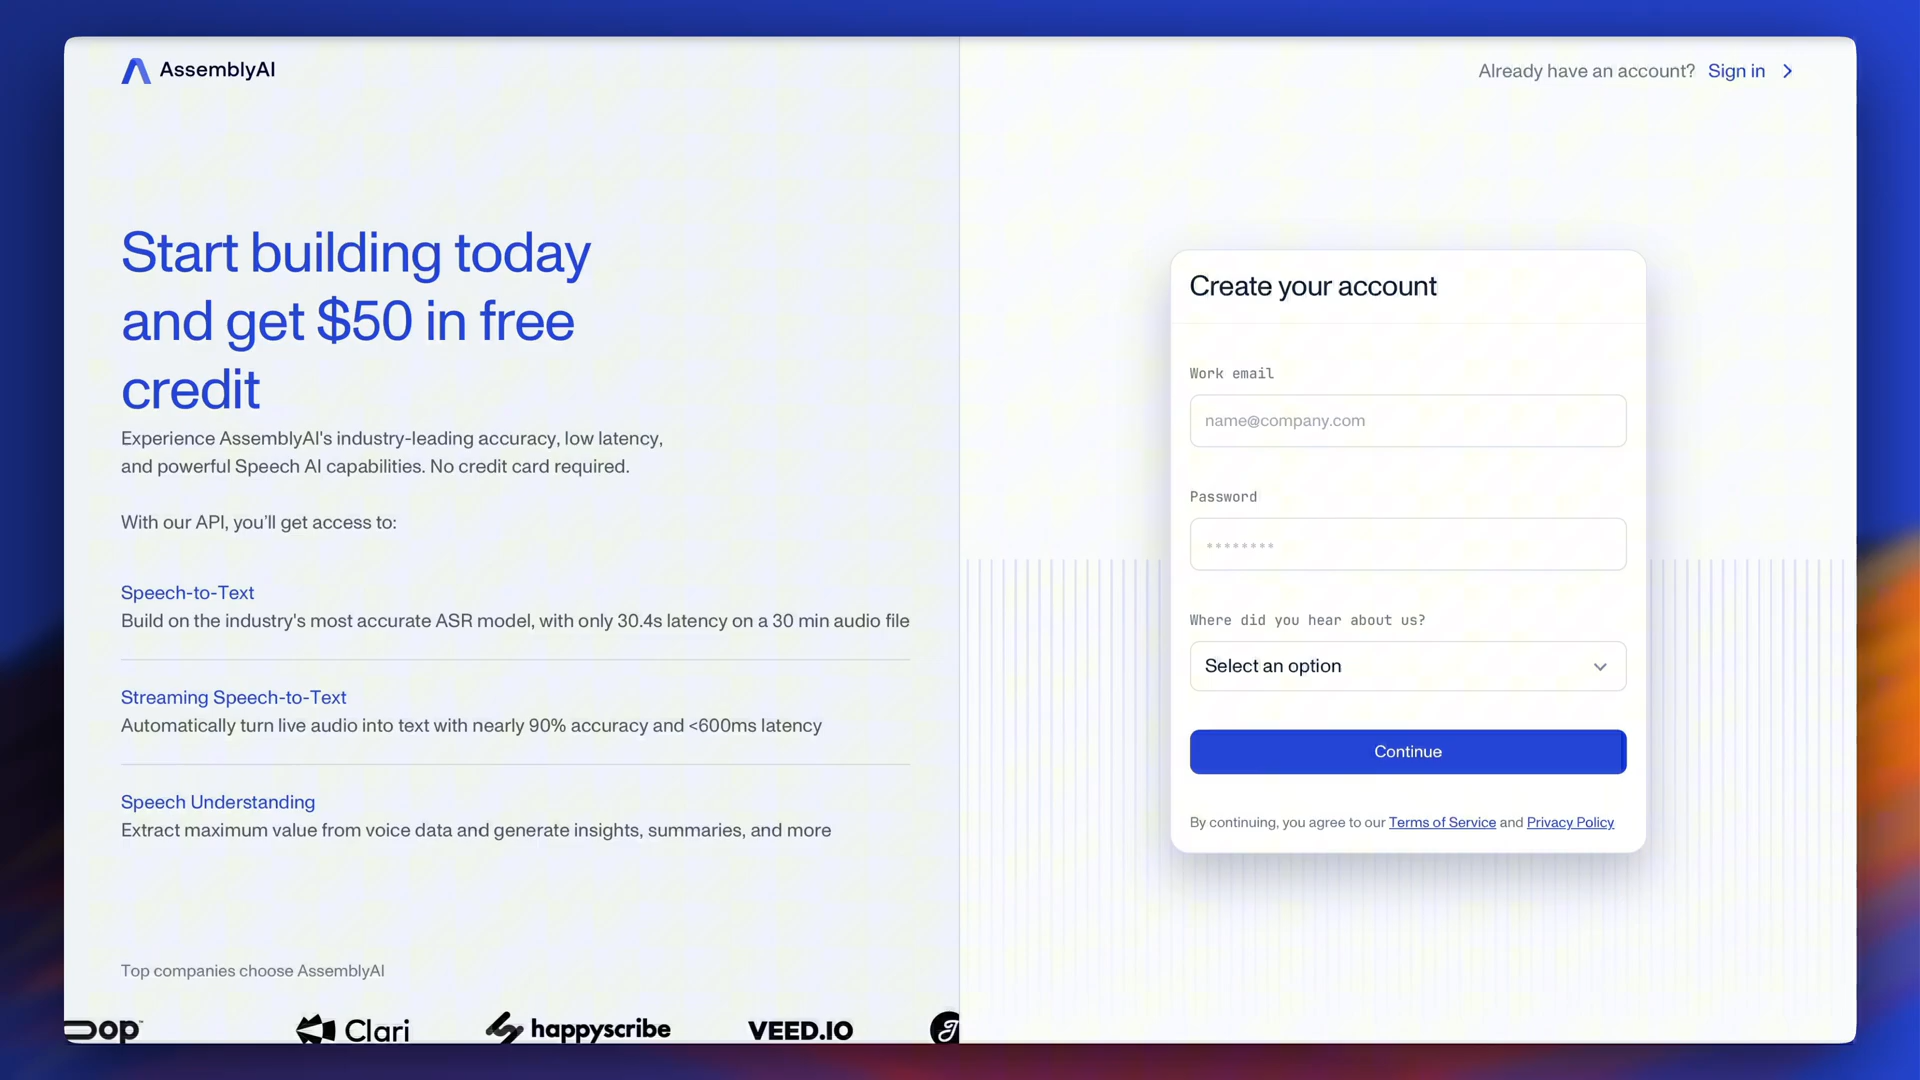 AssemblyAI
Already have an account? Sign in
Start building today
and get $50 in free
credit
Experience AssemblyAI's industry-leading accuracy, low latency,
and powerful Speech AI capabilities. No credit card required.
With our API, you'll get access to:
Speech-to-Text
Build on the industry's most accurate ASR model, with only 30.4s latency on a 30 min audio file
Streaming Speech-to-Text
Automatically turn live audio into text with nearly 90% accuracy and <600ms latency
Speech Understanding
Extract maximum value from voice data and generate insights, summaries, and more
Top companies choose AssemblyAI
Clari
happyscribe
VEED.IO
Create your account
Work email
name@company.com
Password
********
Where did you hear about us?
Select an option
Continue
By continuing, you agree to our Terms of Service and Privacy Policy